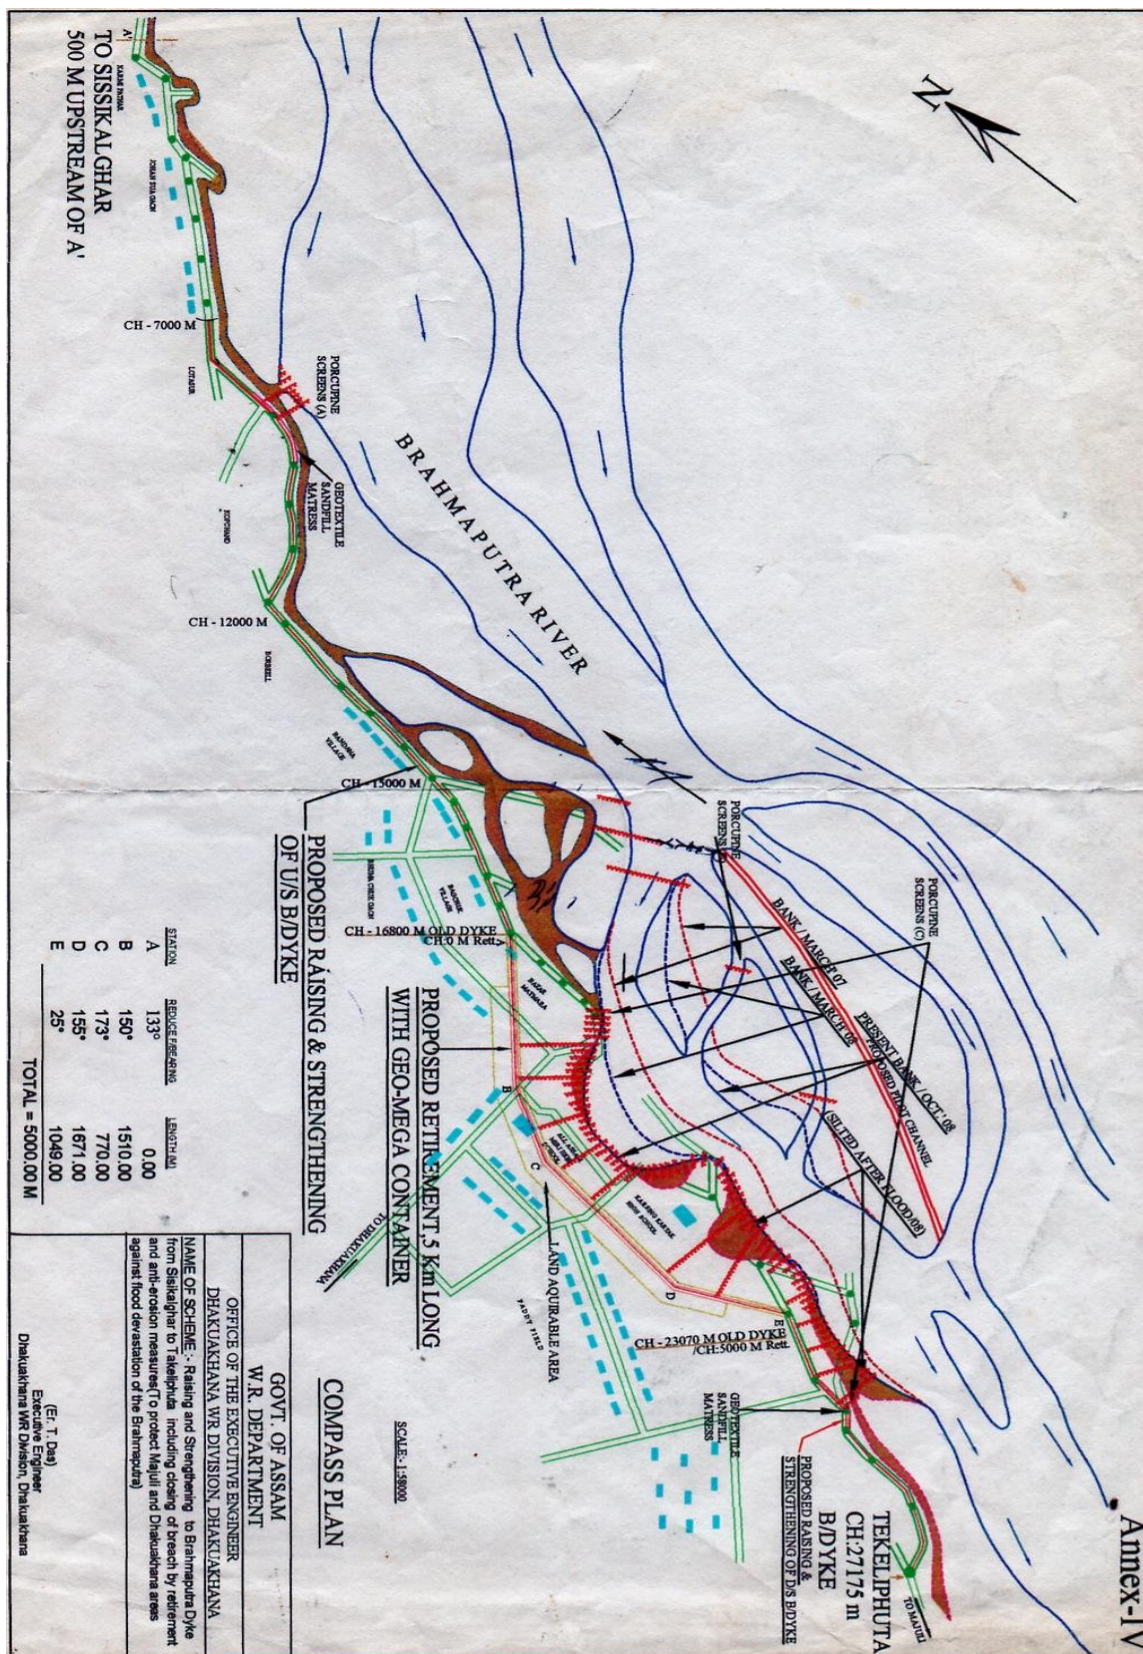 Annex-IV
N
A'
TO SISSIKALGHAR
500 M UPSTREAM OF A'
CH - 7000 M
PORCUPINE
SCREENS (A)
GEOTEXTILE
SANDFILL
MATRESS
BRAHMAPUTRA RIVER
CH - 12000 M
CH - 15000 M
PROPOSED RAISING & STRENGTHENING
OF U/S B/DYKE
CH - 16800 M OLD DYKE
CH:0 M Rett.
PROPOSED RETIREMENT,5 Km LONG
WITH GEO-MEGA CONTAINER
PORCUPINE
SCREENS
PORCUPINE
SCREENS (C)
BANK / MARCH' 07
BANK / MARCH' 08
PRESENT BANK / OCT.' 08
PROPOSED PILOT CHANNEL
(SILTED AFTER FLOOD/08)
B
C
D
E
TO DHAKUAKHANA
LAND AQUIRABLE AREA
PADDY FIELD
CH - 23070 M OLD DYKE
/CH:5000 M Rett.
GEOTEXTILE
SANDFILL
MATRESS
PROPOSED RAISING &
STRENGTHENING OF D/S B/DYKE
TEKELIPHUTA
CH:27175 m
B/DYKE
TO MAJULI
STATION REDUCED BEARING LENGTH (M)
A 133° 0.00
B 150° 1510.00
C 173° 770.00
D 155° 1671.00
E 25° 1049.00
TOTAL = 5000.00 M
SCALE:- 1:58000
COMPASS PLAN
GOVT. OF ASSAM
W.R. DEPARTMENT
OFFICE OF THE EXECUTIVE ENGINEER
DHAKUAKHANA WR DIVISION, DHAKUAKHANA
NAME OF SCHEME:- Raising and Strengthening to Brahmaputra Dyke
from Sisikalghar to Takeliphuta including closing of breach by retirement
and anti-erosion measures(To protect Majuli and Dhakuakhana areas
against flood devastation of the Brahmaputra)
(Er. T. Das)
Executive Engineer
Dhakuakhana WR Division, Dhakuakhana